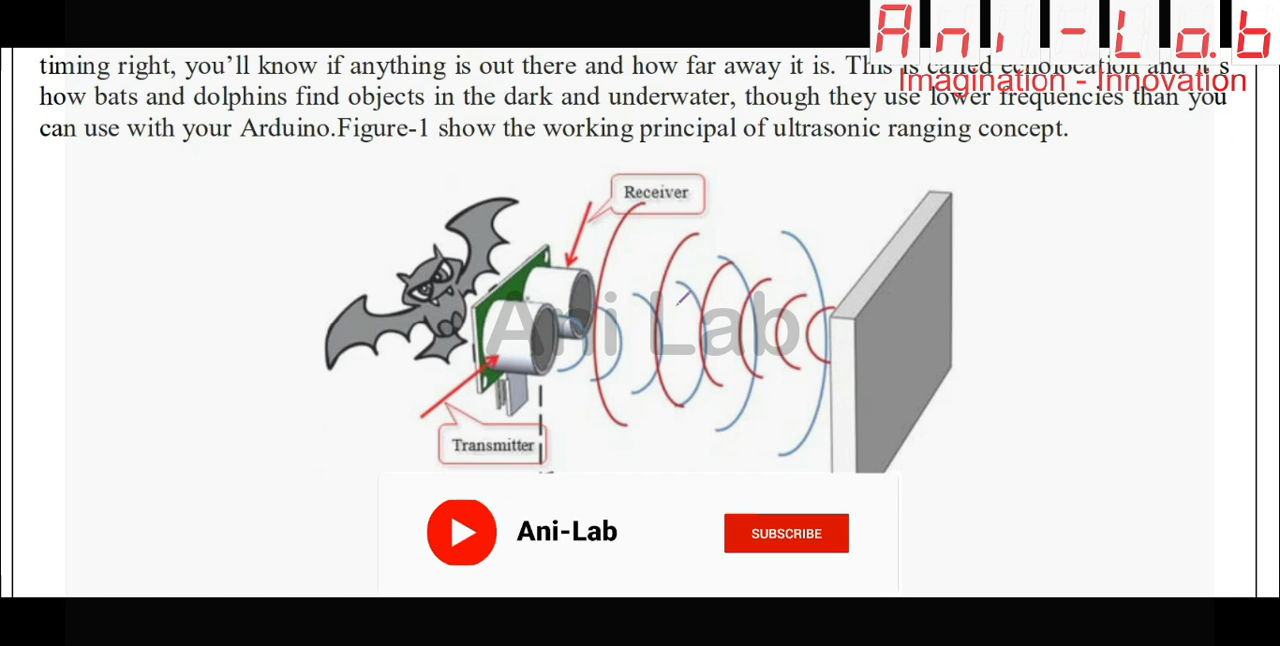 Ani-Lab
Imagination - Innovation
timing right, you'll know if anything is out there and how far away it is. This is called echolocation and it's
how bats and dolphins find objects in the dark and underwater, though they use lower frequencies than you
can use with your Arduino.Figure-1 show the working principal of ultrasonic ranging concept.
Receiver
Ani Lab
Transmitter
Ani-Lab
SUBSCRIBE